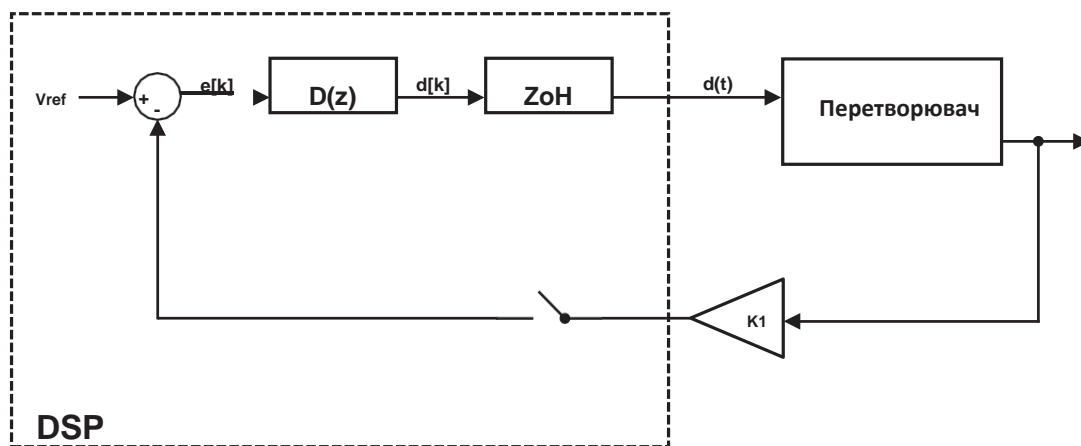 Vref
+
-
e[k]
D(z)
d[k]
ZoH
d(t)
Перетворювач
K1
DSP